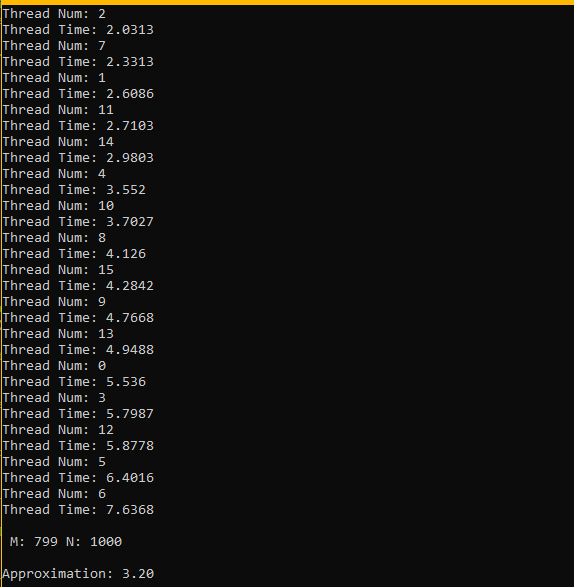 Thread Num: 2
Thread Time: 2.0313
Thread Num: 7
Thread Time: 2.3313
Thread Num: 1
Thread Time: 2.6086
Thread Num: 11
Thread Time: 2.7103
Thread Num: 14
Thread Time: 2.9803
Thread Num: 4
Thread Time: 3.552
Thread Num: 10
Thread Time: 3.7027
Thread Num: 8
Thread Time: 4.126
Thread Num: 15
Thread Time: 4.2842
Thread Num: 9
Thread Time: 4.7668
Thread Num: 13
Thread Time: 4.9488
Thread Num: 0
Thread Time: 5.536
Thread Num: 3
Thread Time: 5.7987
Thread Num: 12
Thread Time: 5.8778
Thread Num: 5
Thread Time: 6.4016
Thread Num: 6
Thread Time: 7.6368
M: 799 N: 1000
Approximation: 3.20